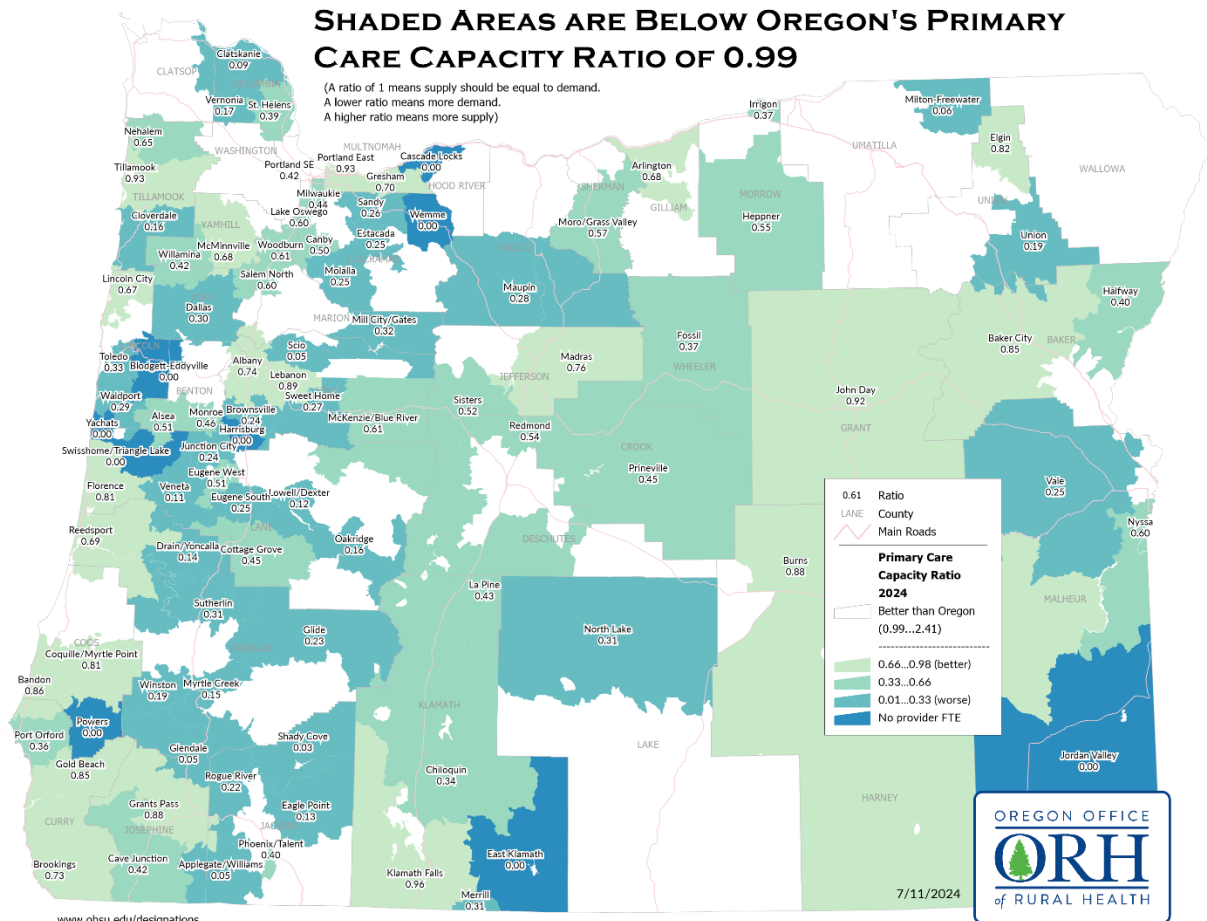 SHADED AREAS ARE BELOW OREGON'S PRIMARY
CARE CAPACITY RATIO OF 0.99
(A ratio of 1 means supply should be equal to demand.
A lower ratio means more demand.
A higher ratio means more supply)
Clatskanie
0.09
CLATSOP
COLUMBIA
Vernonia
0.17
St. Helens
0.39
Nehalem
0.65
WASHINGTON
MULTNOMAH
Portland SE
0.42
Portland East
0.93
Cascade Locks
0.00
Gresham
0.70
HOOD RIVER
Irrigon
0.37
Milton-Freewater
0.06
UMATILLA
Elgin
0.82
WALLOWA
Tillamook
0.93
TILLAMOOK
Milwaukie
0.44
Sandy
0.26
Wemme
0.00
Arlington
0.68
SHERMAN
GILLIAM
MORROW
Heppner
0.55
Cloverdale
0.16
YAMHILL
Lake Oswego
0.60
Moro/Grass Valley
0.57
Union
0.19
McMinnville
0.68
Woodburn
0.61
Canby
0.50
Estacada
0.25
Willamina
0.42
Molalla
0.25
Lincoln City
0.67
Salem North
0.60
Maupin
0.28
Halfway
0.40
Dallas
0.30
MARION
Mill City/Gates
0.32
Fossil
0.37
WHEELER
Baker City
0.85
BAKER
Toledo
0.33
LINCOLN
Blodgett-Eddyville
0.00
Scio
0.05
Albany
0.74
Madras
0.76
JEFFERSON
Lebanon
0.89
BENTON
Waldport
0.29
Sweet Home
0.27
John Day
0.92
GRANT
Alsea
0.51
Monroe
0.46
Brownsville
0.24
McKenzie/Blue River
0.61
Sisters
0.52
Yachats
0.00
Harrisburg
0.00
Redmond
0.54
CROOK
Swisshome/Triangle Lake
0.00
Junction City
0.24
Prineville
0.45
Eugene West
0.51
Florence
0.81
Veneta
0.11
Eugene South
0.25
Lowell/Dexter
0.12
Vale
0.25
LANE
Nyssa
0.60
Reedsport
0.69
Drain/Yoncalla
0.14
Cottage Grove
0.45
Oakridge
0.16
DESCHUTES
Burns
0.88
La Pine
0.43
Sutherlin
0.31
North Lake
0.31
MALHEUR
Glide
0.23
COOS
Coquille/Myrtle Point
0.81
Bandon
0.86
Winston
0.19
Myrtle Creek
0.15
KLAMATH
Powers
0.00
Port Orford
0.36
Shady Cove
0.03
LAKE
Glendale
0.05
Gold Beach
0.85
Jordan Valley
0.00
Rogue River
0.22
Chiloquin
0.34
Grants Pass
0.88
Eagle Point
0.13
HARNEY
CURRY
JOSEPHINE
Phoenix/Talent
0.40
Brookings
0.73
Cave Junction
0.42
Applegate/Williams
0.05
Klamath Falls
0.96
East Klamath
0.00
Merrill
0.31
0.61 Ratio
LANE County
Main Roads
Primary Care
Capacity Ratio
2024
Better than Oregon
(0.99...2.41)
0.66...0.98 (better)
0.33...0.66
0.01...0.33 (worse)
No provider FTE
7/11/2024
OREGON OFFICE
ORH
of RURAL HEALTH
www.ohsu.edu/designations